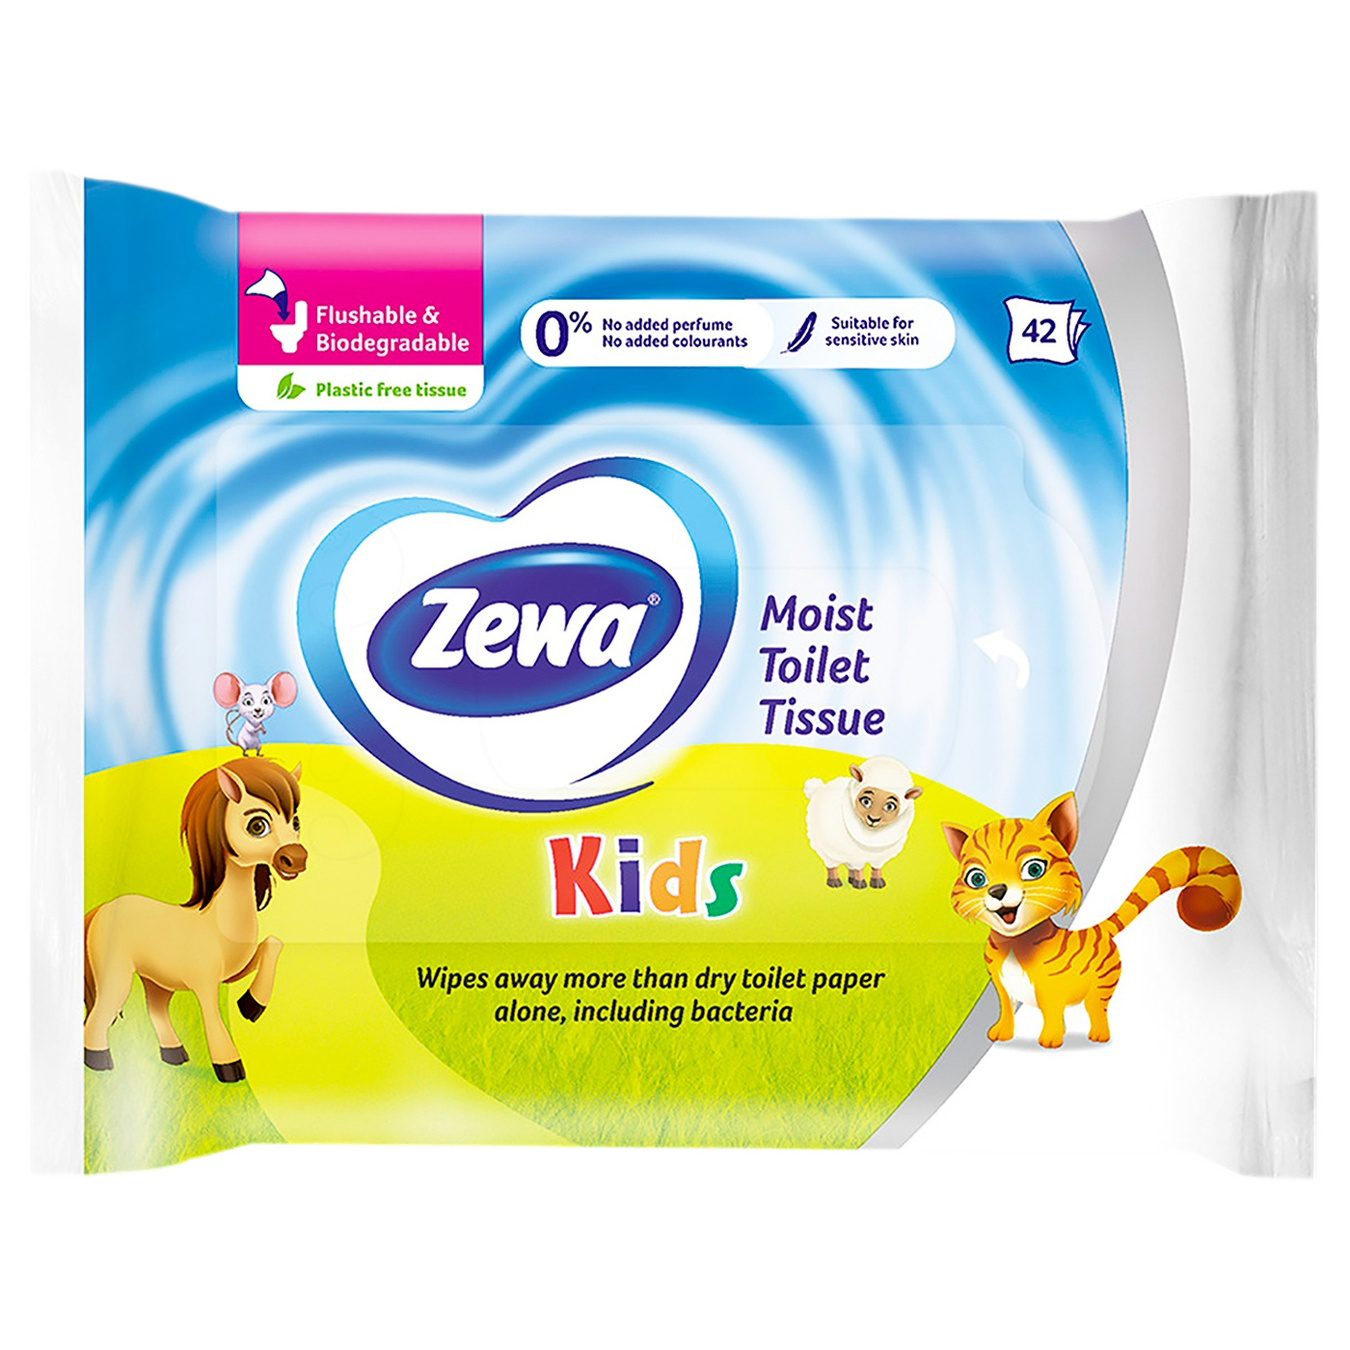 Flushable &
Biodegradable
Plastic free tissue
0%
No added perfume
No added colourants
Suitable for
sensitive skin
42
Zewa®
Moist
Toilet
Tissue
Kids
Wipes away more than dry toilet paper
alone, including bacteria